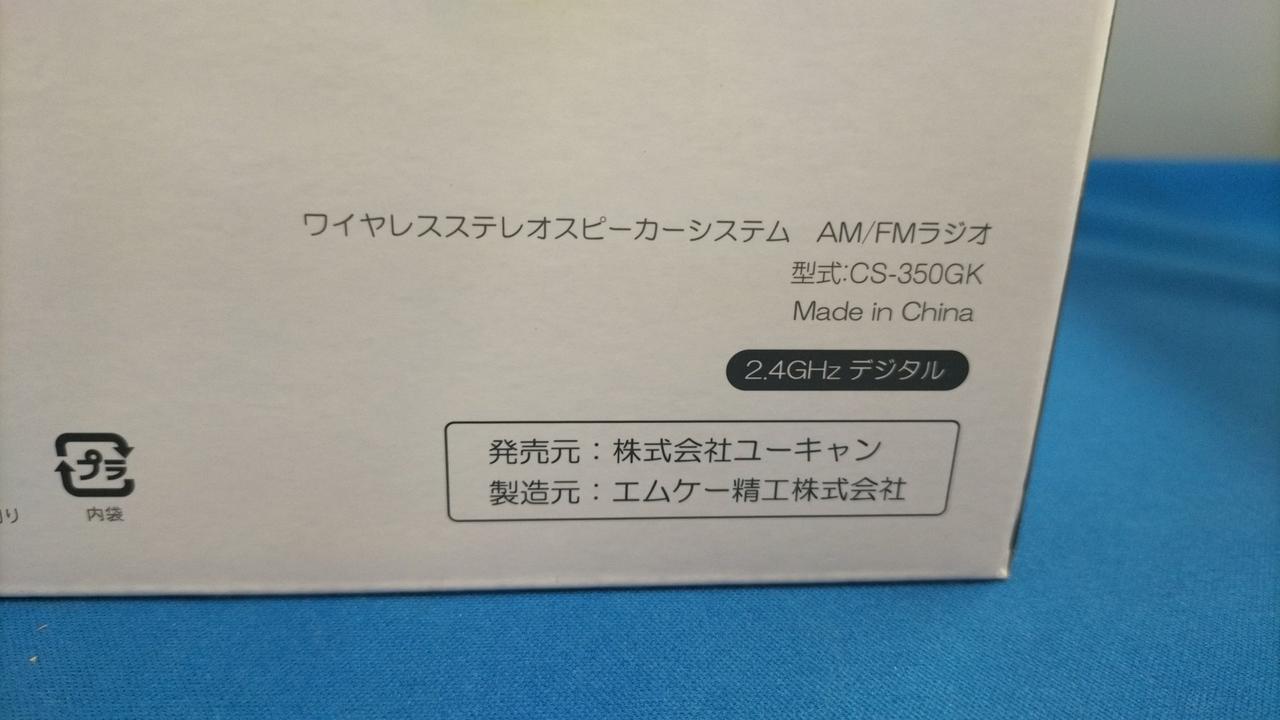 ワイヤレスステレオスピーカーシステム AM/FMラジオ
型式:CS-350GK
Made in China
2.4GHz デジタル
発売元：株式会社ユーキャン
製造元：エムケー精工株式会社
プラ
り 内袋